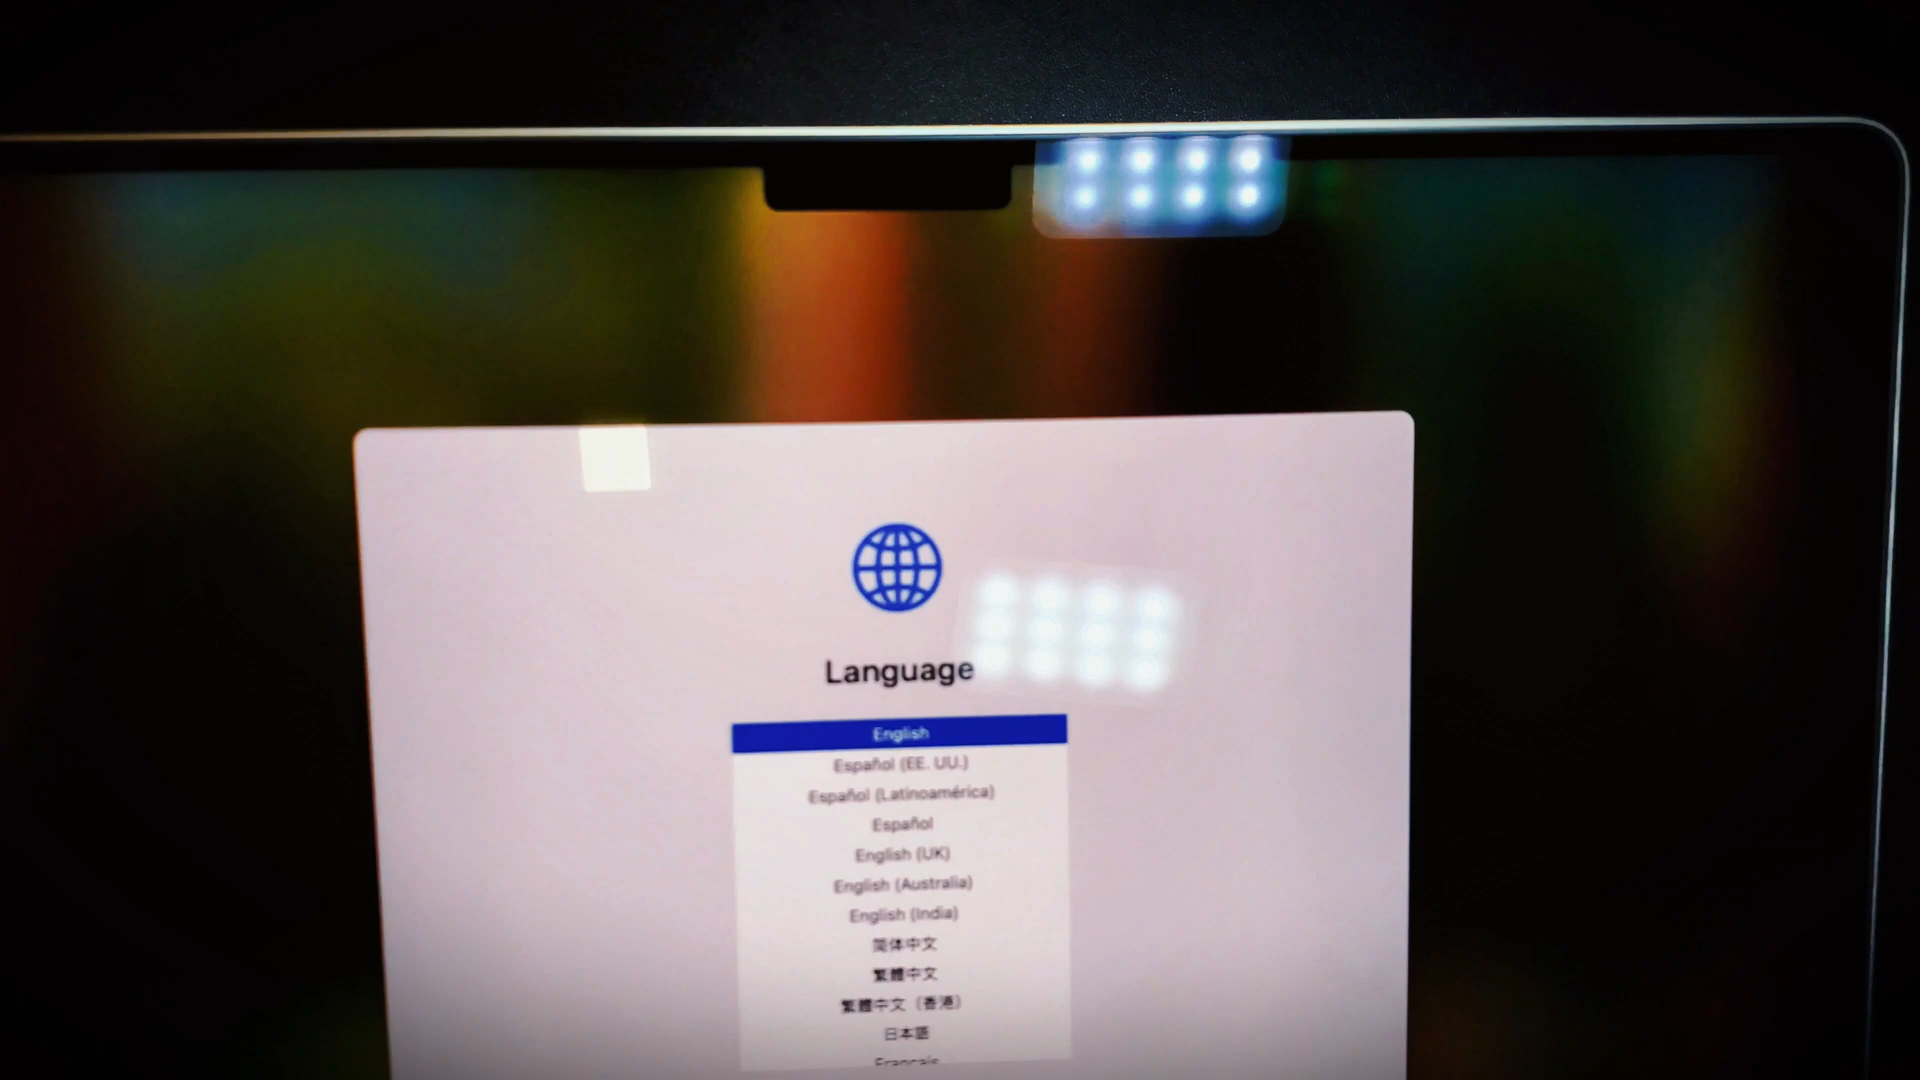 Language
English
Español (EE. UU.)
Español (Latinoamérica)
Español
English (UK)
English (Australia)
English (India)
简体中文
繁體中文
繁體中文（香港）
日本語
Français